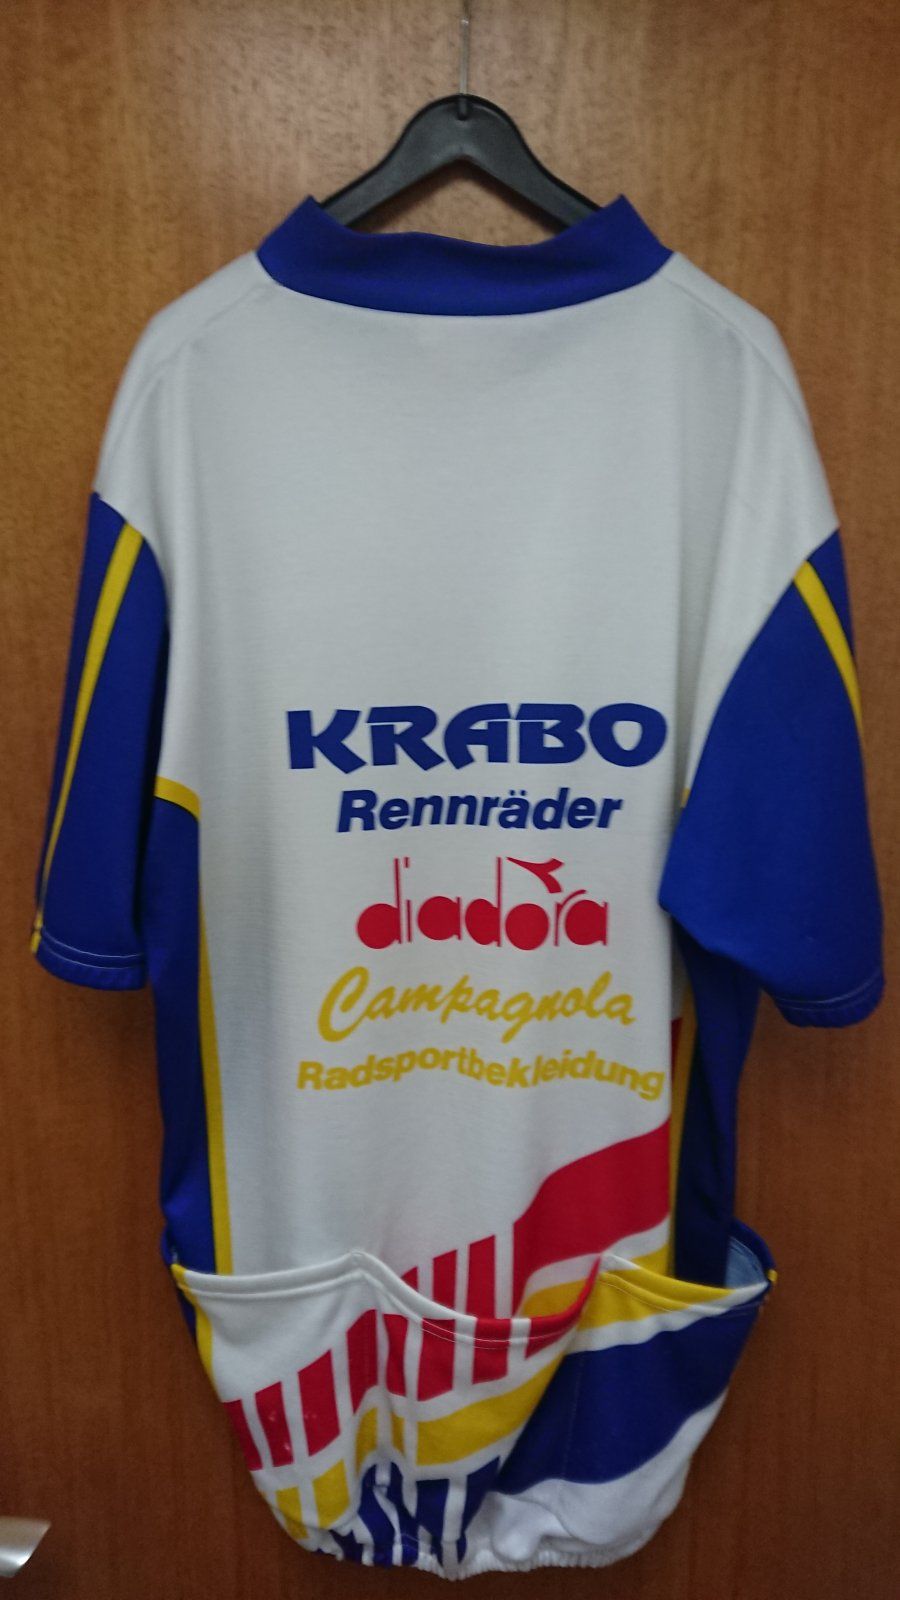 KRABO
Rennräder
diadora
Campagnola
Radsportbekleidung